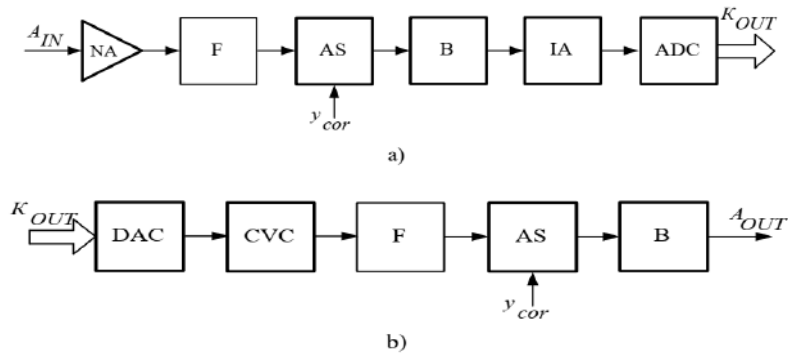 A_IN NA F AS B IA ADC K_OUT
y_cor
a)
K_OUT DAC CVC F AS B A_OUT
y_cor
b)